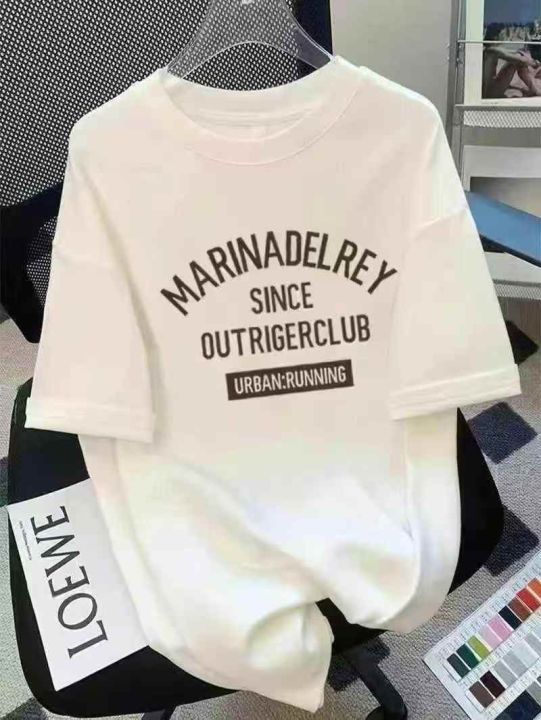 MARINADELREY
SINCE
OUTRIGERCLUB
URBAN:RUNNING
LOEWE